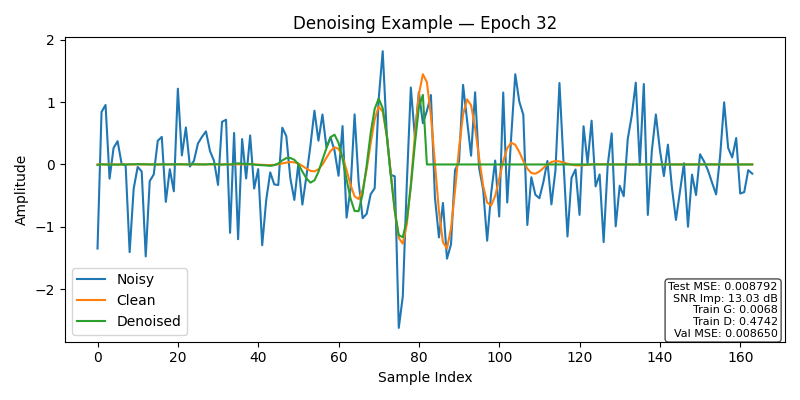 Denoising Example — Epoch 32
Amplitude
2
1
0
−1
−2
Noisy
Clean
Denoised
Test MSE: 0.008792
SNR Imp: 13.03 dB
Train G: 0.0068
Train D: 0.4742
Val MSE: 0.008650
0 20 40 60 80 100 120 140 160
Sample Index